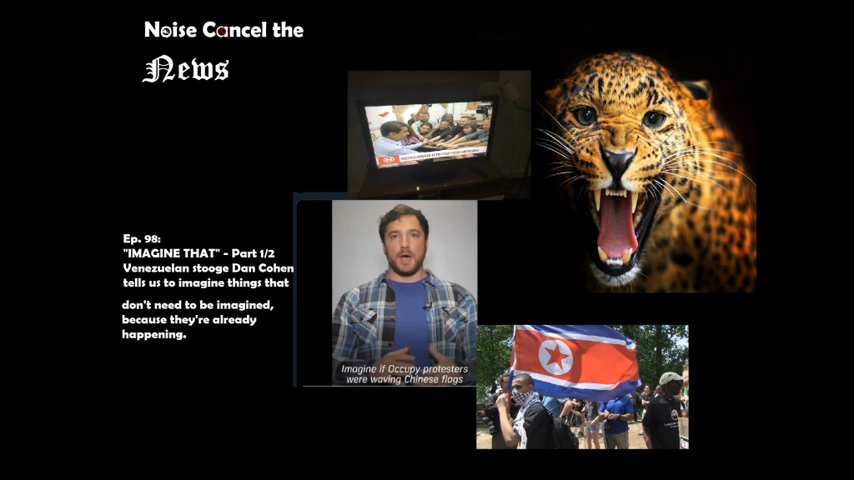 Noise Cancel the
News
Ep. 98:
"IMAGINE THAT" - Part 1/2
Venezuelan stooge Dan Cohen
tells us to imagine things that
don't need to be imagined,
because they're already
happening.
Imagine if Occupy protesters
were waving Chinese flags